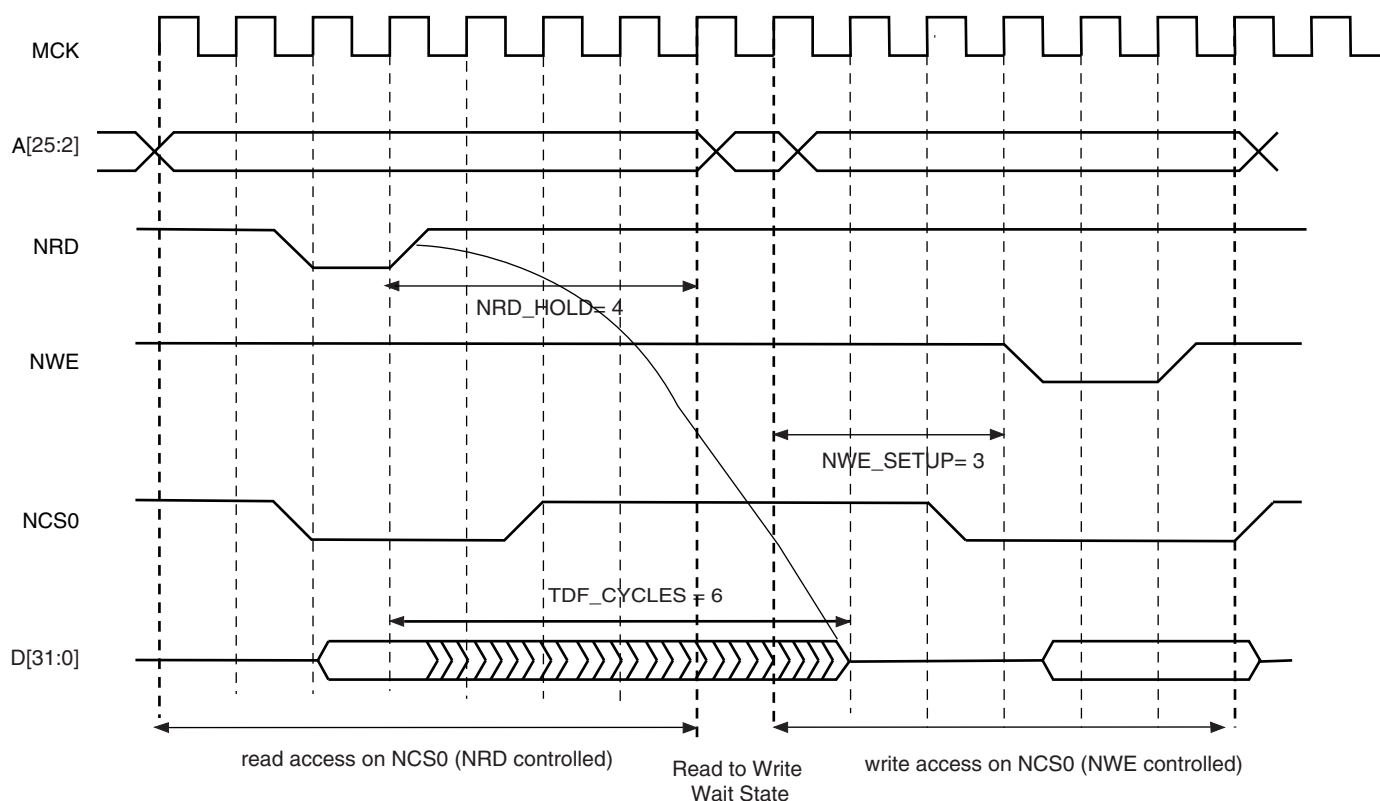 MCK
A[25:2]
NRD
NRD_HOLD= 4
NWE
NWE_SETUP= 3
NCS0
TDF_CYCLES = 6
D[31:0]
read access on NCS0 (NRD controlled)
Read to Write
Wait State
write access on NCS0 (NWE controlled)